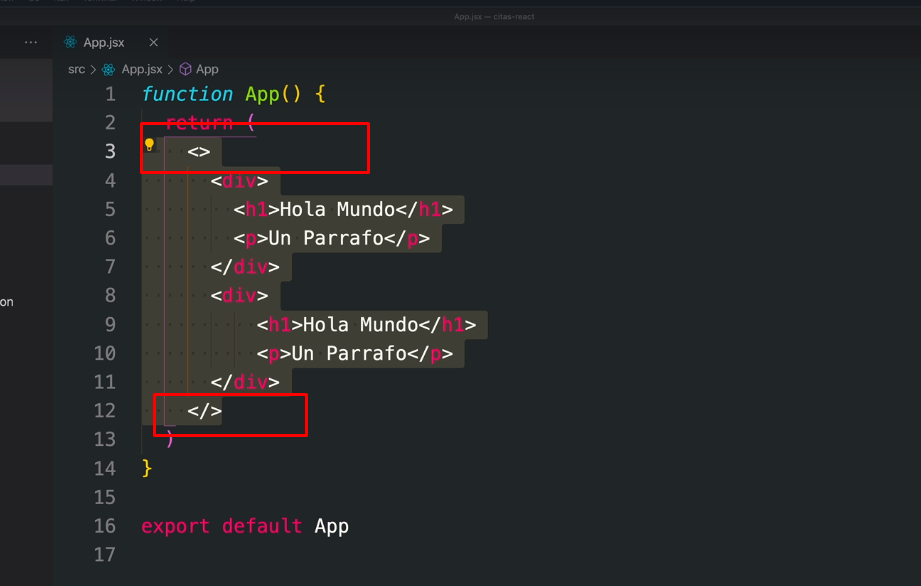 App.jsx — citas-react
... App.jsx ×
src > App.jsx > App
1 function App() {
2 return (
3 <>
4 <div>
5 <h1>Hola Mundo</h1>
6 <p>Un Parrafo</p>
7 </div>
8 <div>
9 <h1>Hola Mundo</h1>
10 <p>Un Parrafo</p>
11 </div>
12 </>
13 )
14 }
15
16 export default App
17
on